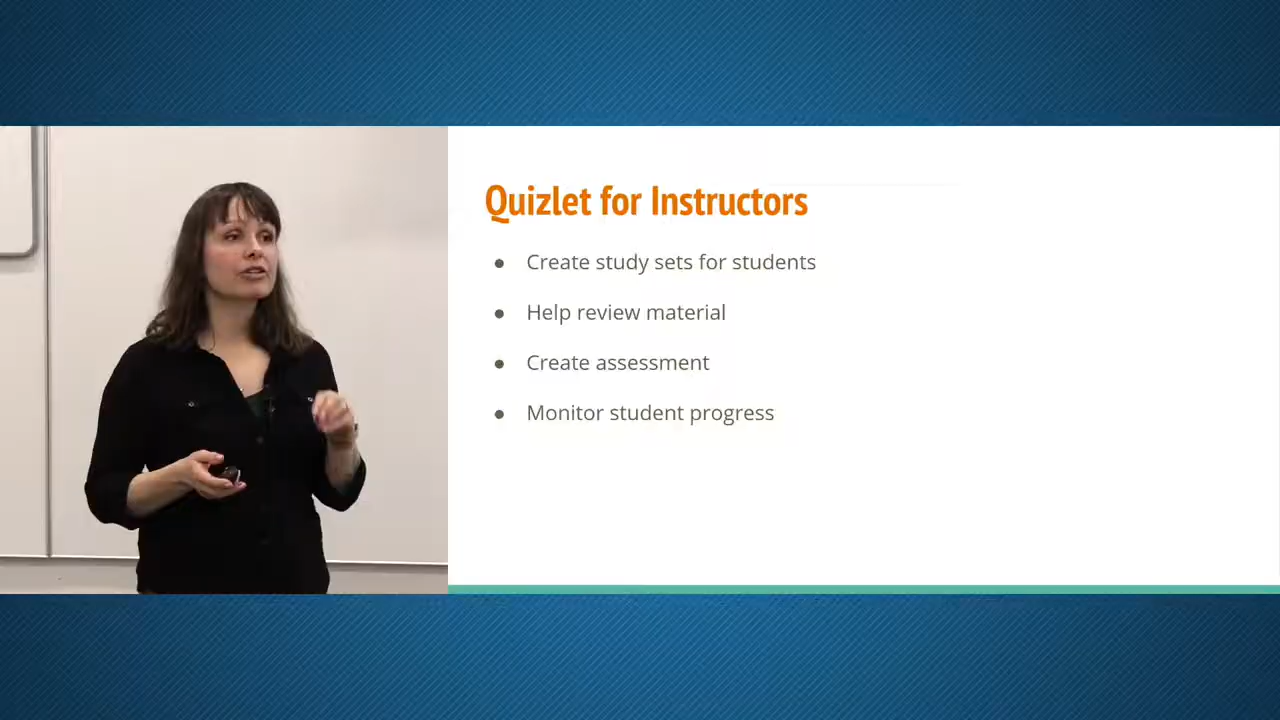 Quizlet for Instructors
● Create study sets for students
● Help review material
● Create assessment
● Monitor student progress